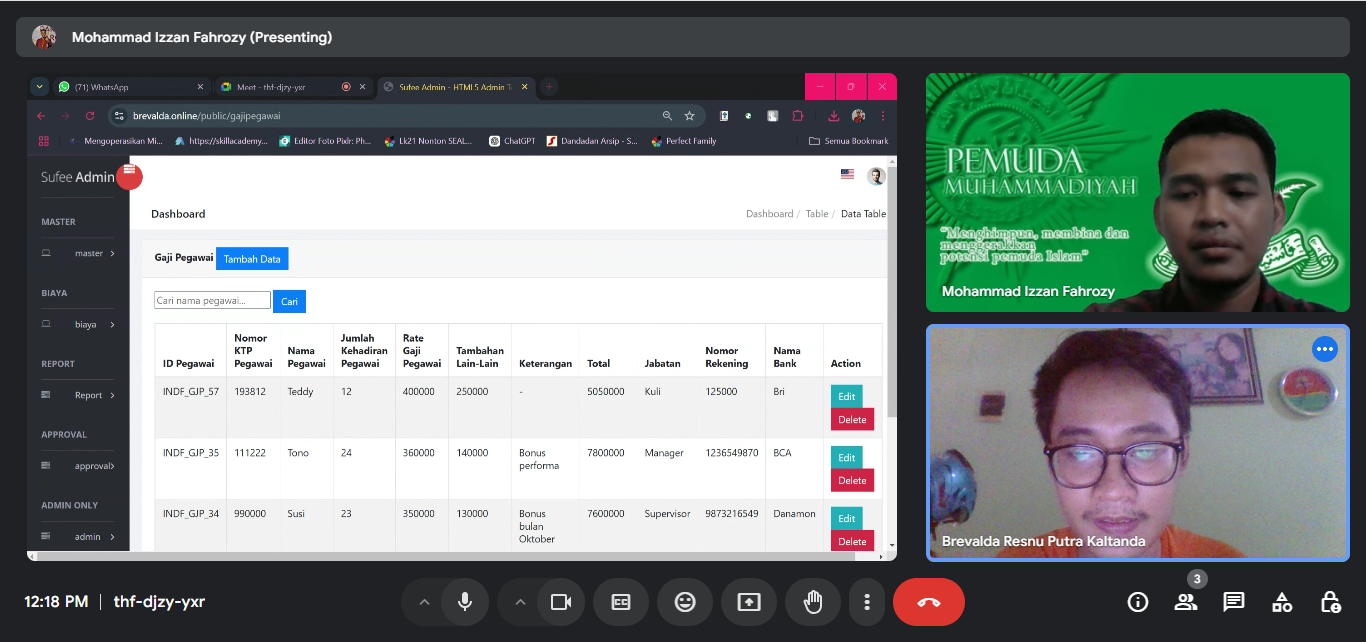 Mohammad Izzan Fahrozy (Presenting)
(71) WhatsApp
Meet - thf-djzy-yxr
Sufee Admin - HTML5 Admin Te
brevalda.online/public/gajipegawai
Mengoperasikan Mi...
https://skillacademy...
Editor Foto Pixlr: Ph...
Lk21 Nonton SEAL...
ChatGPT
Dandadan Arsip - S...
Perfect Family
Semua Bookmark
Sufee Admin
MASTER
master
BIAYA
biaya
REPORT
Report
APPROVAL
approval
ADMIN ONLY
admin
Dashboard
Dashboard / Table / Data Table
Gaji Pegawai Tambah Data
Cari nama pegawai... Cari
ID Pegawai Nomor KTP Pegawai Nama Pegawai Jumlah Kehadiran Pegawai Rate Gaji Pegawai Tambahan Lain-Lain Keterangan Total Jabatan Nomor Rekening Nama Bank Action
INDF_GJP_57 193812 Teddy 12 400000 250000 - 5050000 Kuli 125000 Bri Edit Delete
INDF_GJP_35 111222 Tono 24 360000 140000 Bonus performa 7800000 Manager 1236549870 BCA Edit Delete
INDF_GJP_34 990000 Susi 23 350000 130000 Bonus bulan Oktober 7600000 Supervisor 9873216549 Danamon Edit Delete
PEMUDA
MUHAMMADIYAH
"Menghimpun, membina dan
menggerakkan
potensi pemuda Islam"
Mohammad Izzan Fahrozy
Brevalda Resnu Putra Kaltanda
12:18 PM | thf-djzy-yxr
3